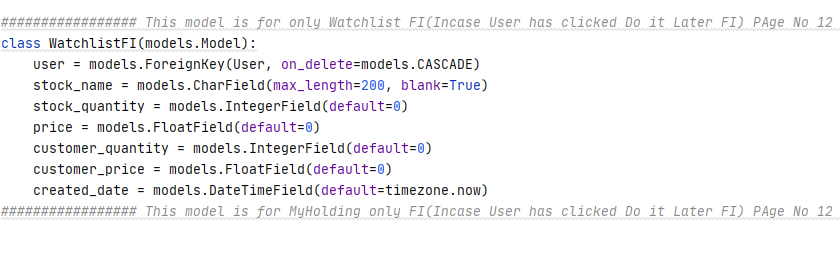 ################# This model is for only Watchlist FI(Incase User has clicked Do it Later FI) PAge No 12
class WatchlistFI(models.Model):
    user = models.ForeignKey(User, on_delete=models.CASCADE)
    stock_name = models.CharField(max_length=200, blank=True)
    stock_quantity = models.IntegerField(default=0)
    price = models.FloatField(default=0)
    customer_quantity = models.IntegerField(default=0)
    customer_price = models.FloatField(default=0)
    created_date = models.DateTimeField(default=timezone.now)
################# This model is for MyHolding only FI(Incase User has clicked Do it Later FI) PAge No 12